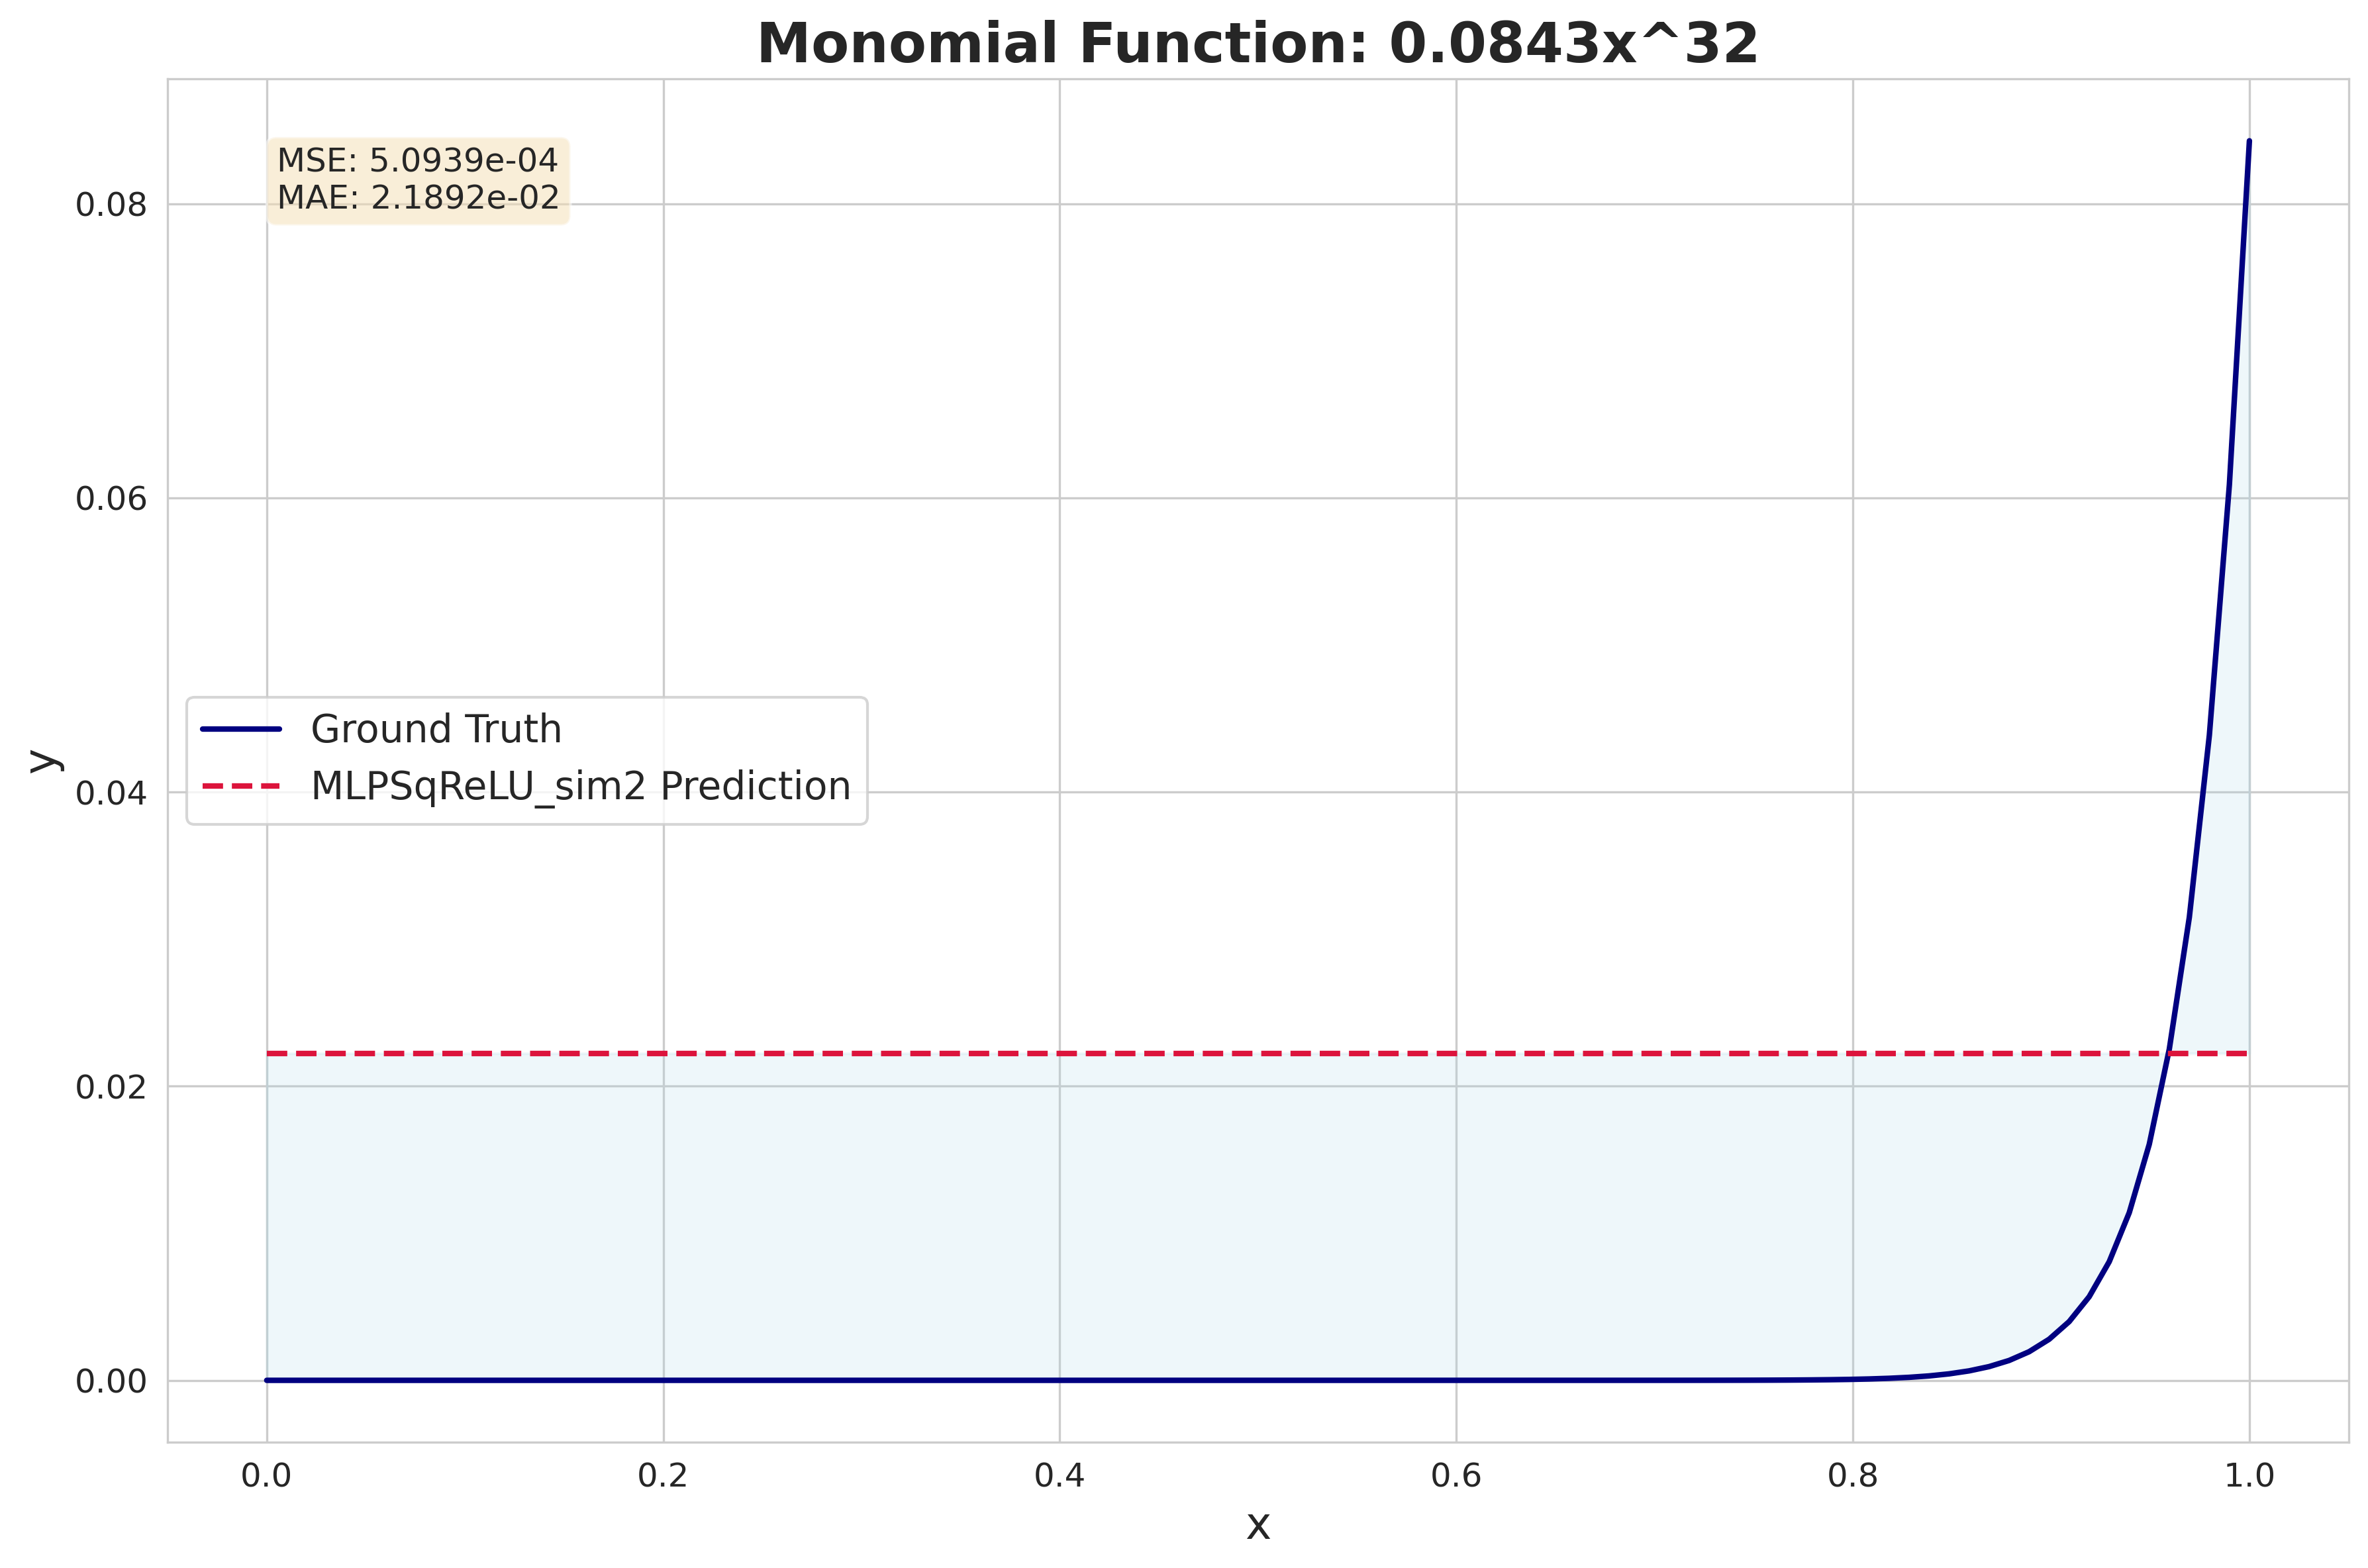 Monomial Function: 0.0843x^32
MSE: 5.0939e-04
MAE: 2.1892e-02
0.08
0.06
0.04
0.02
0.00
y
Ground Truth
MLPSqReLU_sim2 Prediction
0.0 0.2 0.4 0.6 0.8 1.0
x